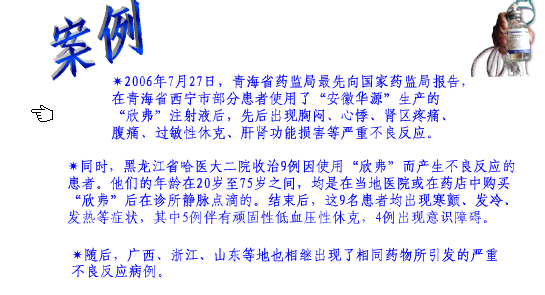 案例
✴2006年7月27日，青海省药监局最先向国家药监局报告，
在青海省西宁市部分患者使用了“安徽华源”生产的
“欣弗”注射液后，先后出现胸闷、心悸、肾区疼痛、
腹痛、过敏性休克、肝肾功能损害等严重不良反应。
✴同时，黑龙江省哈医大二院收治9例因使用“欣弗”而产生不良反应的
患者。他们的年龄在20岁至75岁之间，均是在当地医院或在药店中购买
“欣弗”后在诊所静脉点滴的。结束后，这9名患者均出现寒颤、发冷、
发热等症状，其中5例伴有顽固性低血压性休克，4例出现意识障碍。
✴随后，广西、浙江、山东等地也相继出现了相同药物所引发的严重
不良反应病例。